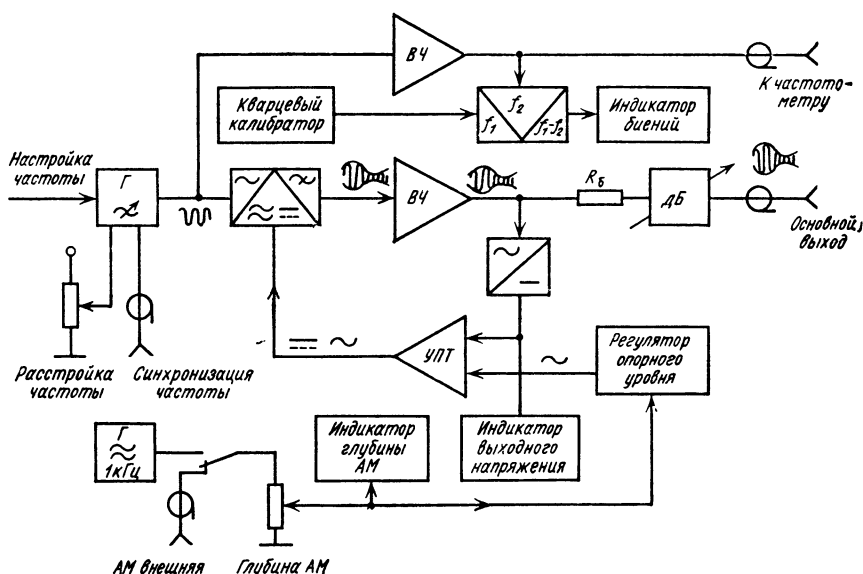 ВЧ
К частото-
метру
Кварцевый
калибратор
f₁
f₂
f₁-f₂
Индикатор
биений
Настройка
частоты
Г
ВЧ
Rб
дБ
Основной
выход
УПТ
Регулятор
опорного
уровня
Расстройка
частоты
Синхронизация
частоты
Г
1кГц
Индикатор
глубины
АМ
Индикатор
выходного
напряжения
АМ внешняя
Глубина АМ